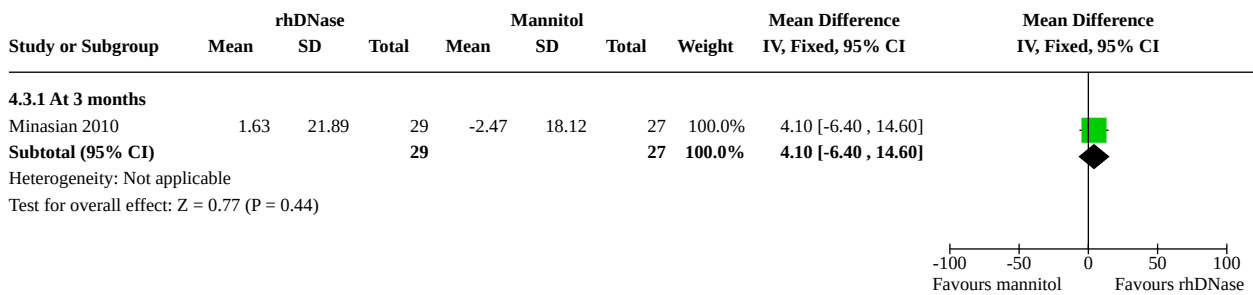 rhDNase Mannitol Mean Difference Mean Difference
Study or Subgroup Mean SD Total Mean SD Total Weight IV, Fixed, 95% CI IV, Fixed, 95% CI
4.3.1 At 3 months
Minasian 2010 1.63 21.89 29 -2.47 18.12 27 100.0% 4.10 [-6.40 , 14.60]
Subtotal (95% CI) 29 27 100.0% 4.10 [-6.40 , 14.60]
Heterogeneity: Not applicable
Test for overall effect: Z = 0.77 (P = 0.44)
-100 -50 0 50 100
Favours mannitol Favours rhDNase